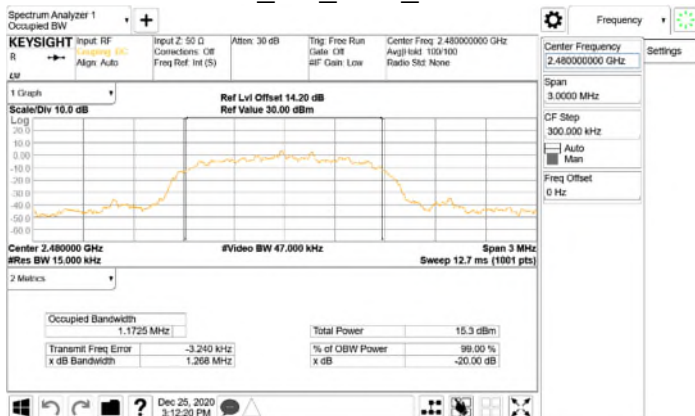 Spectrum Analyzer 1
Occupied BW
+
Frequency
KEYSIGHT
R
Input: RF
Coupling: DC
Align: Auto
Input Z: 50 Ω
Corrections: Off
Freq Ref: Int (S)
Atten: 30 dB
Trig: Free Run
Gate: Off
#IF Gain: Low
Center Freq: 2.480000000 GHz
Avg|Hold: 100/100
Radio Std: None
Center Frequency
2.480000000 GHz
Settings
Span
3.0000 MHz
CF Step
300.000 kHz
Auto
Man
Freq Offset
0 Hz
1 Graph
Scale/Div 10.0 dB
Ref Lvl Offset 14.20 dB
Ref Value 30.00 dBm
Log
20.0
10.0
0.00
-10.0
-20.0
-30.0
-40.0
-50.0
-60.0
Center 2.480000 GHz
#Res BW 15.000 kHz
#Video BW 47.000 kHz
Span 3 MHz
Sweep 12.7 ms (1001 pts)
2 Metrics
Occupied Bandwidth
1.1725 MHz
Total Power 15.3 dBm
Transmit Freq Error -3.240 kHz
% of OBW Power 99.00 %
x dB Bandwidth 1.268 MHz
x dB -20.00 dB
?
Dec 25, 2020
3:12:20 PM